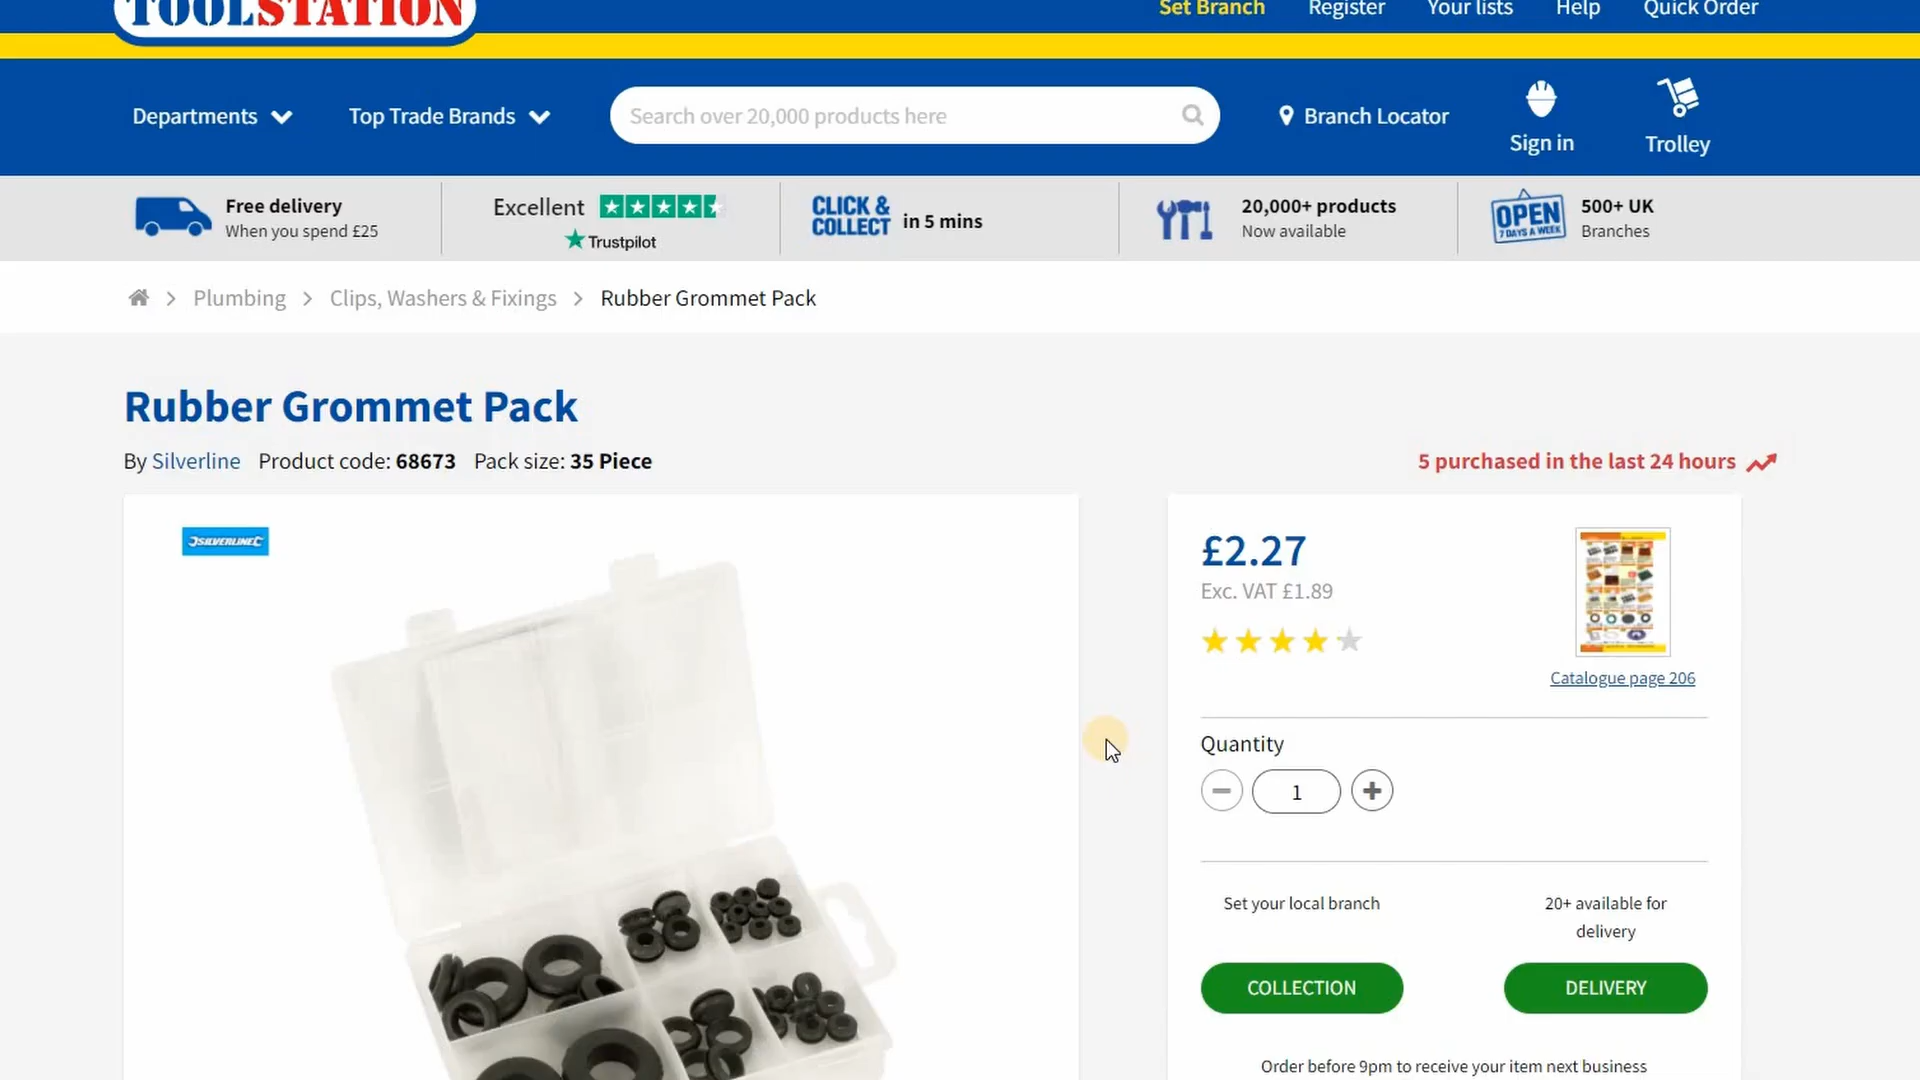 TOOLSTATION
Set Branch Register Your lists Help Quick Order
Departments Top Trade Brands Search over 20,000 products here Branch Locator Sign in Trolley
Free delivery
When you spend £25
Excellent
Trustpilot
CLICK &
COLLECT in 5 mins
20,000+ products
Now available
OPEN
7 DAYS A WEEK
500+ UK
Branches
Plumbing Clips, Washers & Fixings Rubber Grommet Pack
Rubber Grommet Pack
By Silverline Product code: 68673 Pack size: 35 Piece
5 purchased in the last 24 hours
SILVERLINE
£2.27
Exc. VAT £1.89
Catalogue page 206
Quantity
1
Set your local branch
20+ available for
delivery
COLLECTION
DELIVERY
Order before 9pm to receive your item next business